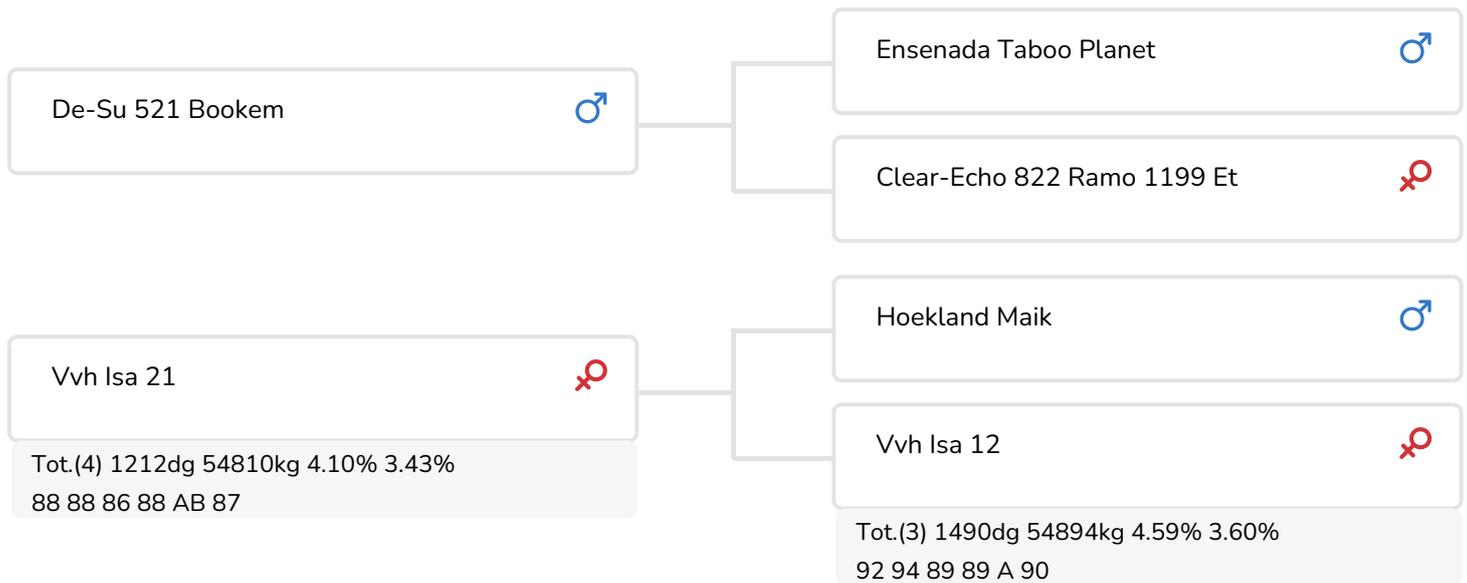 De-Su 521 Bookem
Ensenada Taboo Planet
Clear-Echo 822 Ramo 1199 Et
Vvh Isa 21
Tot.(4) 1212dg 54810kg 4.10% 3.43%
88 88 86 88 AB 87
Hoekland Maik
Vvh Isa 12
Tot.(3) 1490dg 54894kg 4.59% 3.60%
92 94 89 89 A 90